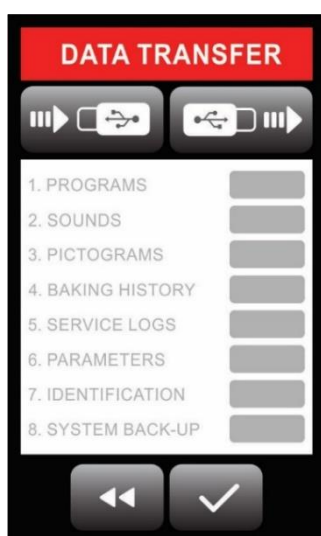 DATA TRANSFER
1. PROGRAMS
2. SOUNDS
3. PICTOGRAMS
4. BAKING HISTORY
5. SERVICE LOGS
6. PARAMETERS
7. IDENTIFICATION
8. SYSTEM BACK-UP